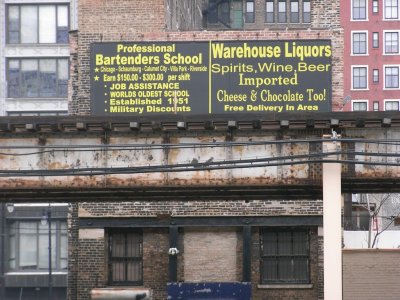 Professional
Bartenders School
★ Chicago - Schaumburg - Calumet City - Villa Park - Riverside
★ Earn $150.00 - $300.00 per shift
• JOB ASSISTANCE
• WORLDS OLDEST SCHOOL
• Established 1951
• Military Discounts
Warehouse Liquors
Spirits, Wine, Beer
Imported
Cheese & Chocolate Too!
Free Delivery In Area